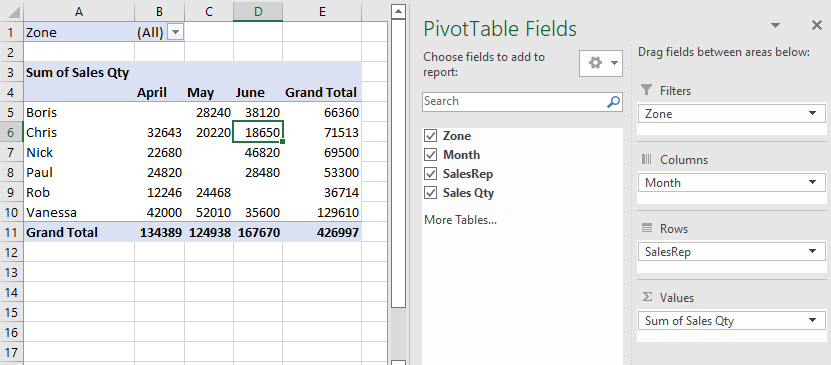 A B C D E
1 Zone (All)
2
3 Sum of Sales Qty
4 April May June Grand Total
5 Boris 28240 38120 66360
6 Chris 32643 20220 18650 71513
7 Nick 22680 46820 69500
8 Paul 24820 28480 53300
9 Rob 12246 24468 36714
10 Vanessa 42000 52010 35600 129610
11 Grand Total 134389 124938 167670 426997
12
13
14
15
16
17
PivotTable Fields
Choose fields to add to
report:
Search
Zone
Month
SalesRep
Sales Qty
More Tables...
Drag fields between areas below:
Filters
Zone
Columns
Month
Rows
SalesRep
Σ Values
Sum of Sales Qty